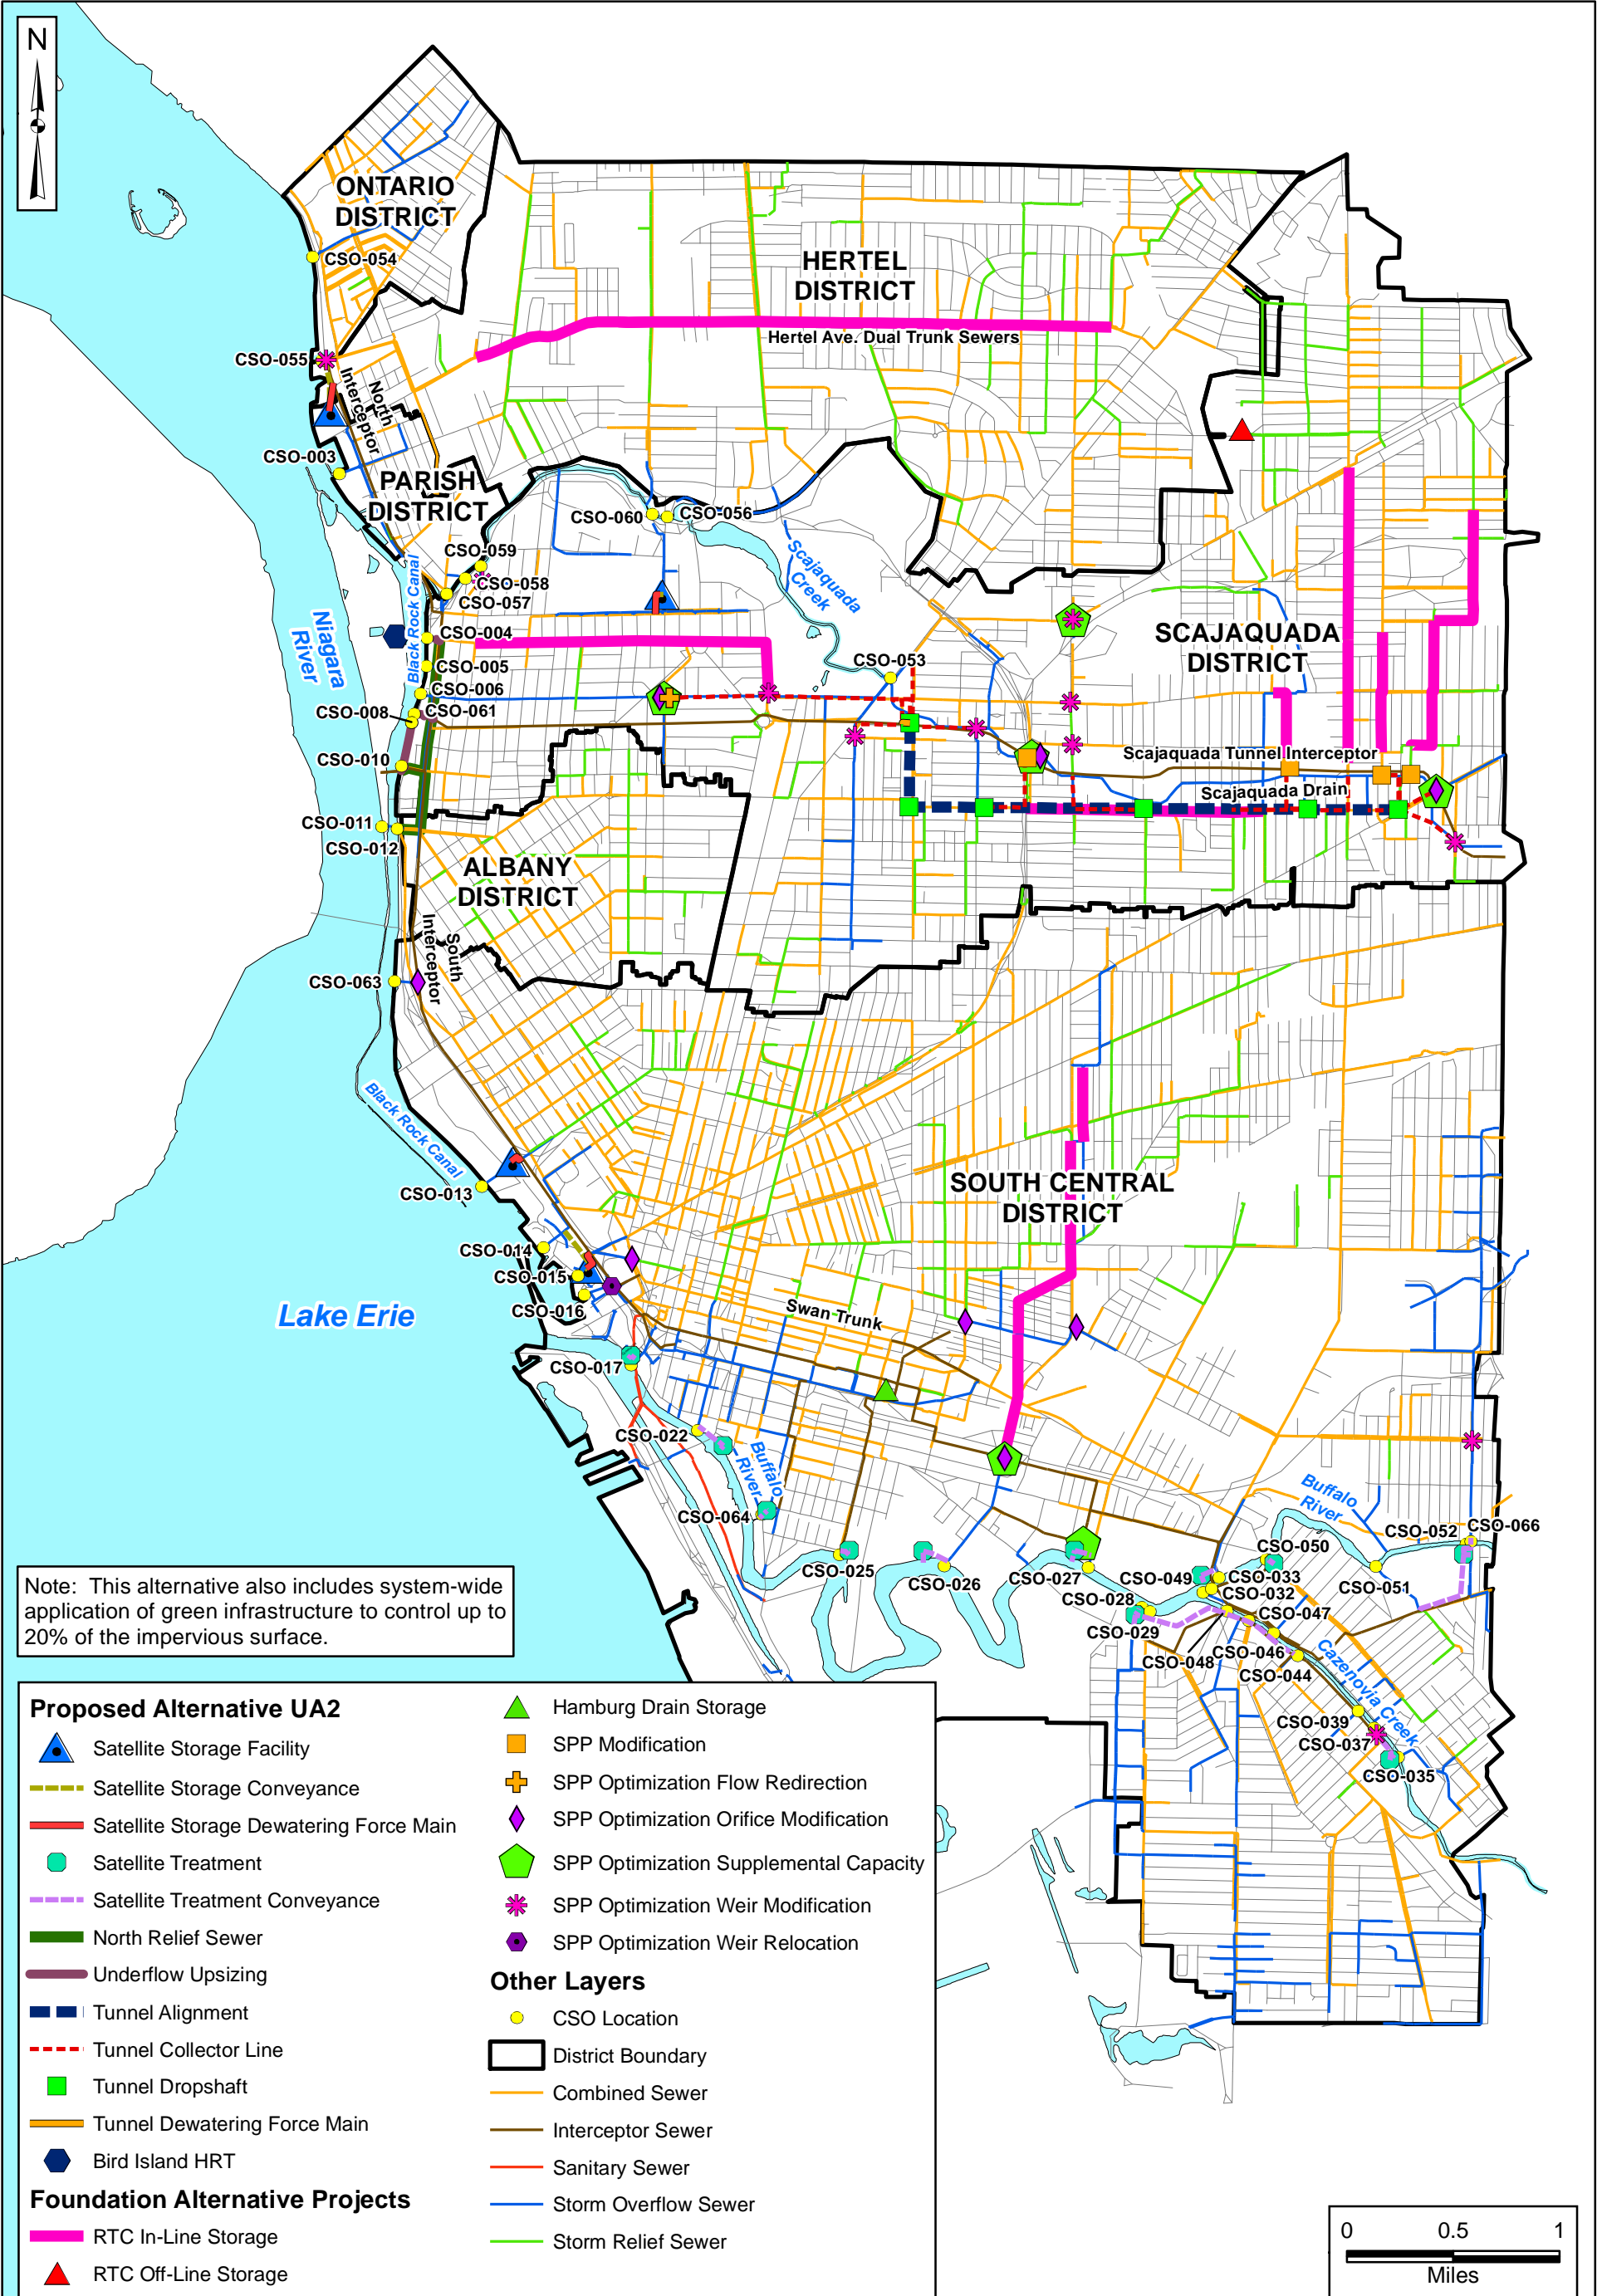 N
ONTARIO
DISTRICT
CSO-054
HERTEL
DISTRICT
Hertel Ave. Dual Trunk Sewers
CSO-055
North
Interceptor
CSO-003
PARISH
DISTRICT
CSO-060
CSO-056
CSO-059
CSO-058
CSO-057
Scajaquada
Creek
Black Rock Canal
Niagara
River
CSO-004
CSO-005
CSO-006
CSO-008
CSO-061
CSO-053
SCAJAQUADA
DISTRICT
CSO-010
Scajaquada Tunnel Interceptor
Scajaquada Drain
CSO-011
CSO-012
ALBANY
DISTRICT
South
Interceptor
CSO-063
Black Rock Canal
CSO-013
SOUTH CENTRAL
DISTRICT
CSO-014
CSO-015
CSO-016
Lake Erie
Swan Trunk
CSO-017
CSO-022
Buffalo
River
CSO-064
CSO-025
CSO-026
CSO-027
CSO-028
CSO-029
Buffalo
River
CSO-052
CSO-066
CSO-050
CSO-051
CSO-049
CSO-033
CSO-032
CSO-047
CSO-046
CSO-048
CSO-044
Cazenovia Creek
CSO-039
CSO-037
CSO-035
Note: This alternative also includes system-wide
application of green infrastructure to control up to
20% of the impervious surface.
Proposed Alternative UA2
Satellite Storage Facility
Satellite Storage Conveyance
Satellite Storage Dewatering Force Main
Satellite Treatment
Satellite Treatment Conveyance
North Relief Sewer
Underflow Upsizing
Tunnel Alignment
Tunnel Collector Line
Tunnel Dropshaft
Tunnel Dewatering Force Main
Bird Island HRT
Foundation Alternative Projects
RTC In-Line Storage
RTC Off-Line Storage
Hamburg Drain Storage
SPP Modification
SPP Optimization Flow Redirection
SPP Optimization Orifice Modification
SPP Optimization Supplemental Capacity
SPP Optimization Weir Modification
SPP Optimization Weir Relocation
Other Layers
CSO Location
District Boundary
Combined Sewer
Interceptor Sewer
Sanitary Sewer
Storm Overflow Sewer
Storm Relief Sewer
0 0.5 1
Miles